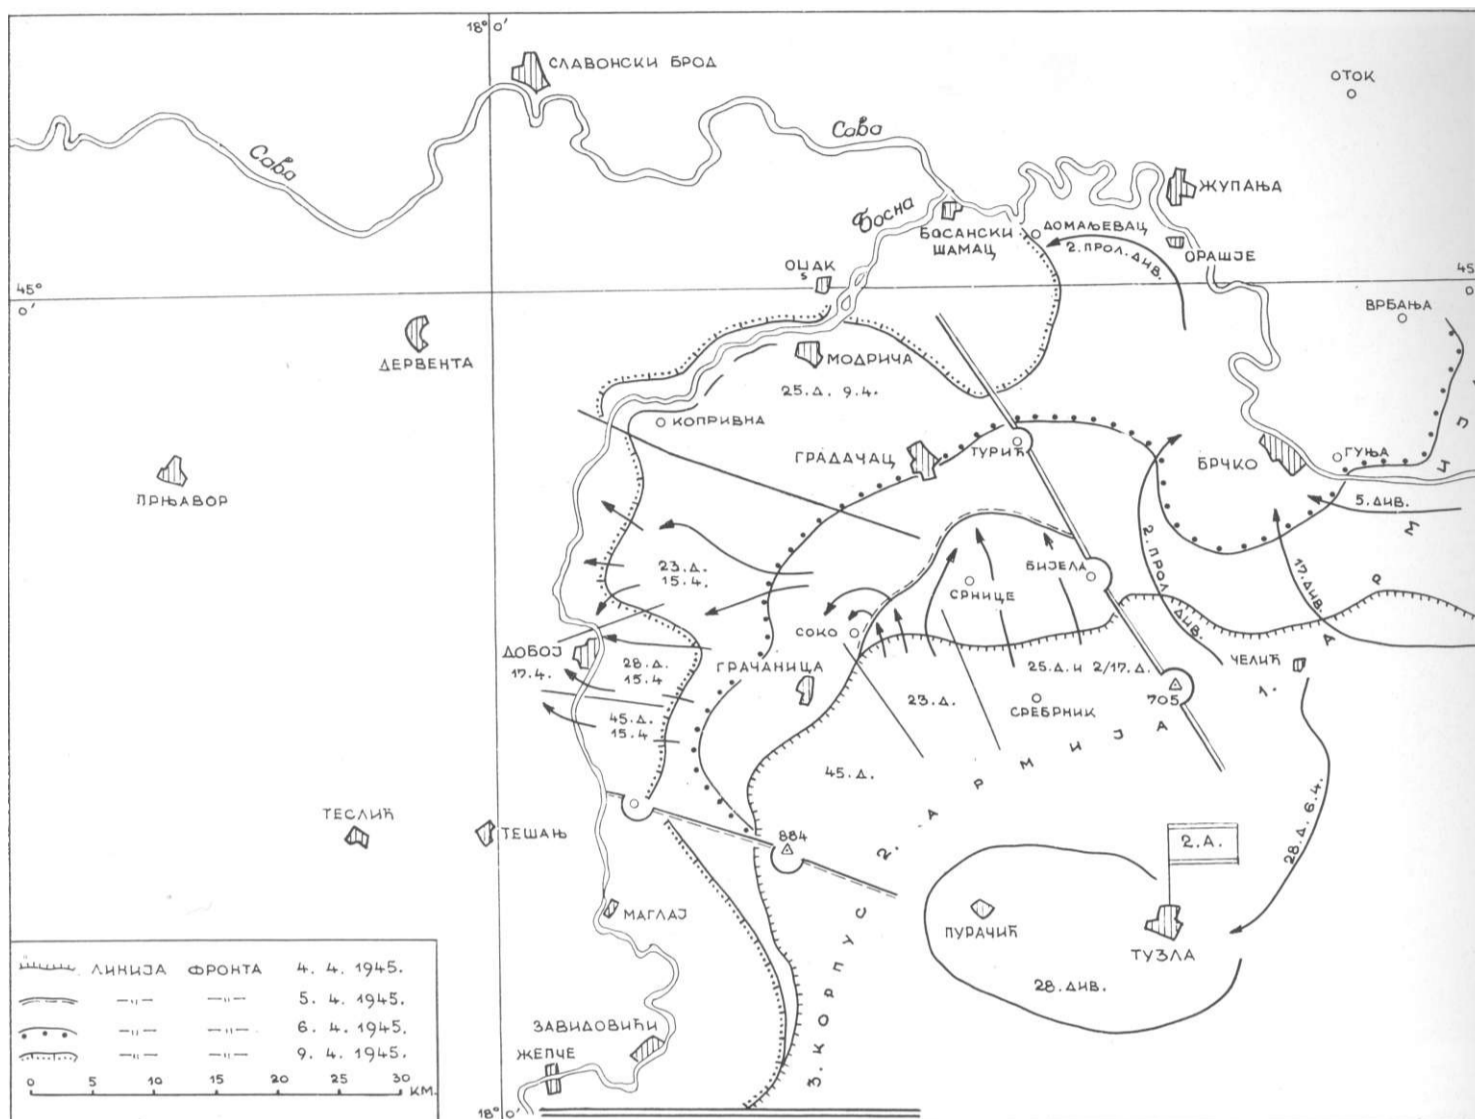 18° 0'
СЛАВОНСКИ БРОД
ОТОК
Сава
Сава
ЖУПАЊА
Босна
БОСАНСКИ
ШАМАЦ
ДОМАЉЕВАЦ
2. ПРОЛ. ДИВ.
ОРАШЈЕ
ОЏАК
45°
0'
45
0
ВРБАЊА
ДЕРВЕНТА
МОДРИЧА
25.Д. 9.4.
КОПРИВНА
ГРАДАЧАЦ
ТУРИЋ
БРЧКО
ГУЊА
ПРЊАВОР
5. ДИВ.
2. ПРОЛ. ДИВ.
17. ДИВ.
23.Д.
15.4.
БИЈЕЛА
СРНИЦЕ
СОКО
ДОБОЈ
17.4.
28.Д.
15.4
ГРАЧАНИЦА
25.Д. И 2/17.Д.
ЧЕЛИЋ
705
23.Д.
СРЕБРНИК
45.Д.
15.4
45.Д.
2. АРМИЈА
1. АРМИЈА
ТЕСЛИЋ
ТЕШАЊ
884
28.Д. 6.4.
2.А.
МАГЛАЈ
ПУРАЧИЋ
ТУЗЛА
28.ДИВ.
3. КОРПУС
ЗАВИДОВИЋИ
ЖЕПЧЕ
ЛИНИЈА ФРОНТА 4. 4. 1945.
—"— —"— 5. 4. 1945.
—"— —"— 6. 4. 1945.
—"— —"— 9. 4. 1945.
0 5 10 15 20 25 30 КМ.
18° 0'